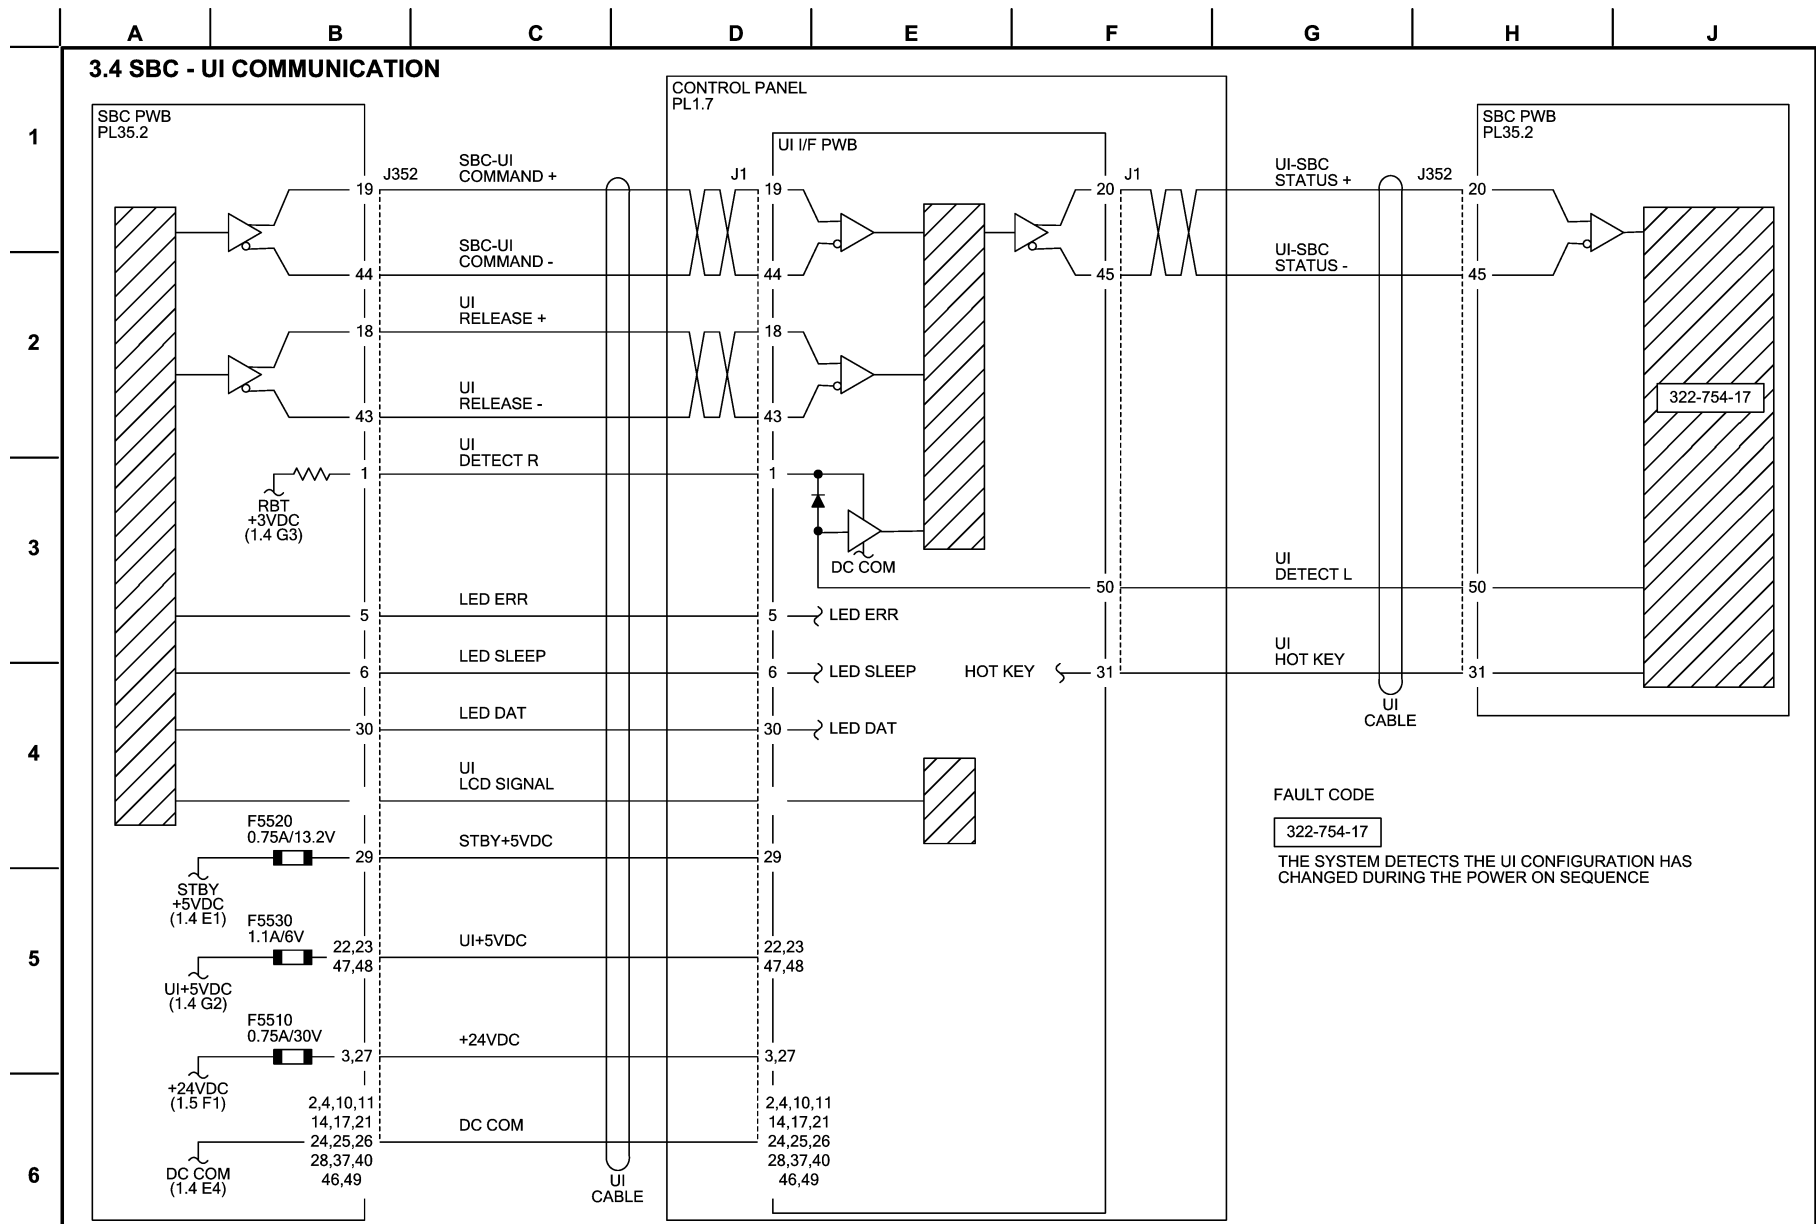 A B C D E F G H J
3.4 SBC - UI COMMUNICATION
1
2
3
4
5
6
SBC PWB
PL35.2
J352
19
44
18
43
1
RBT
+3VDC
(1.4 G3)
5
6
30
F5520
0.75A/13.2V
29
STBY
+5VDC
(1.4 E1)
F5530
1.1A/6V
22,23
47,48
UI+5VDC
(1.4 G2)
F5510
0.75A/30V
3,27
+24VDC
(1.5 F1)
2,4,10,11
14,17,21
24,25,26
28,37,40
46,49
DC COM
(1.4 E4)
SBC-UI
COMMAND +
SBC-UI
COMMAND -
UI
RELEASE +
UI
RELEASE -
UI
DETECT R
LED ERR
LED SLEEP
LED DAT
UI
LCD SIGNAL
STBY+5VDC
UI+5VDC
+24VDC
DC COM
UI
CABLE
CONTROL PANEL
PL1.7
UI I/F PWB
J1
19
44
18
43
1
DC COM
5
LED ERR
6
LED SLEEP
30
LED DAT
29
22,23
47,48
3,27
2,4,10,11
14,17,21
24,25,26
28,37,40
46,49
J1
20
45
50
HOT KEY
31
UI-SBC
STATUS +
UI-SBC
STATUS -
UI
DETECT L
UI
HOT KEY
UI
CABLE
SBC PWB
PL35.2
J352
20
45
50
31
322-754-17
FAULT CODE
322-754-17
THE SYSTEM DETECTS THE UI CONFIGURATION HAS
CHANGED DURING THE POWER ON SEQUENCE